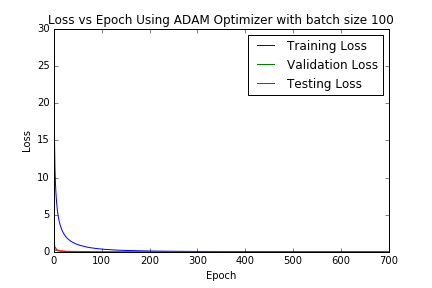 Loss vs Epoch Using ADAM Optimizer with batch size 100
30
25
20
15
10
5
0
Loss
Training Loss
Validation Loss
Testing Loss
0 100 200 300 400 500 600 700
Epoch